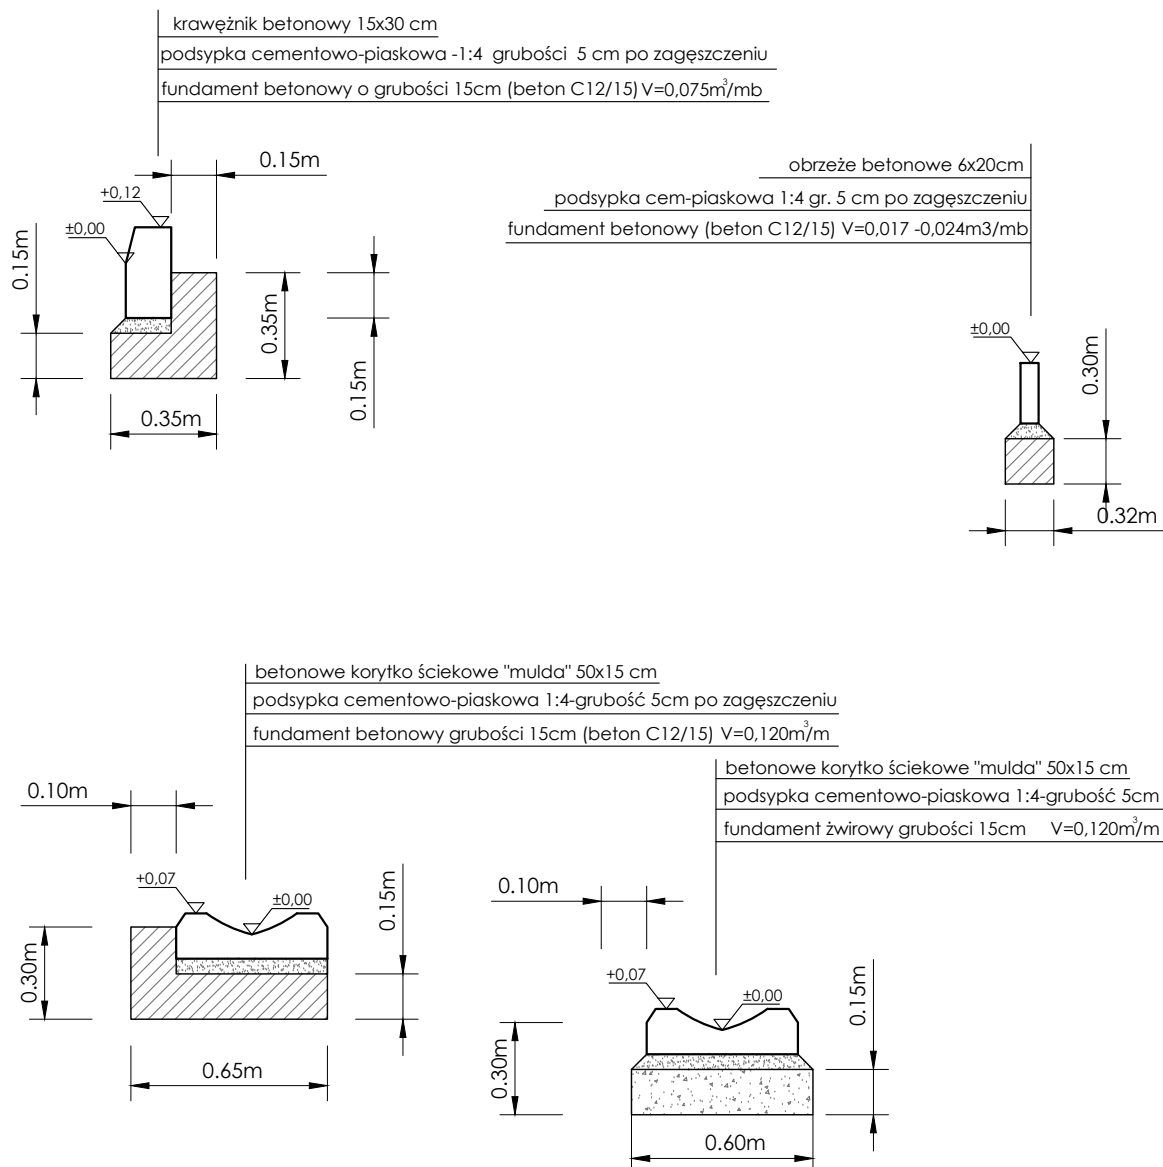 krawężnik betonowy 15x30 cm
podsypka cementowo-piaskowa -1:4 grubości 5 cm po zagęszczeniu
fundament betonowy o grubości 15cm (beton C12/15) V=0,075m³/mb
0.15m
+0,12
±0,00
0.15m
0.35m
0.15m
0.35m
obrzeże betonowe 6x20cm
podsypka cem-piaskowa 1:4 gr. 5 cm po zagęszczeniu
fundament betonowy (beton C12/15) V=0,017 -0,024m3/mb
±0,00
0.30m
0.32m
betonowe korytko ściekowe "mulda" 50x15 cm
podsypka cementowo-piaskowa 1:4-grubość 5cm po zagęszczeniu
fundament betonowy grubości 15cm (beton C12/15) V=0,120m³/m
0.10m
+0,07
±0,00
0.15m
0.30m
0.65m
betonowe korytko ściekowe "mulda" 50x15 cm
podsypka cementowo-piaskowa 1:4-grubość 5cm
fundament żwirowy grubości 15cm V=0,120m³/m
0.10m
+0,07
±0,00
0.15m
0.30m
0.60m